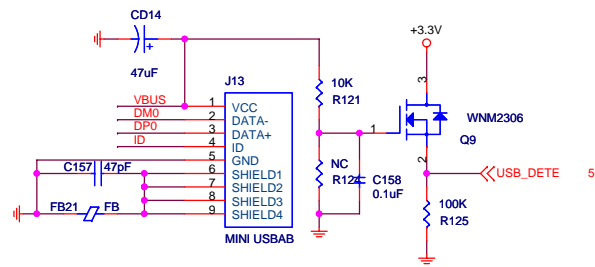 CD14
47uF
+3.3V
J13
VBUS 1 VCC
DM0 2 DATA-
DP0 3 DATA+
ID 4 ID
5 GND
C157 47pF 6 SHIELD1
7 SHIELD2
8 SHIELD3
FB21 FB 9 SHIELD4
MINI USBAB
10K
R121
NC
R124
C158
0.1uF
1
3
2
WNM2306
Q9
USB_DETE 5
100K
R125